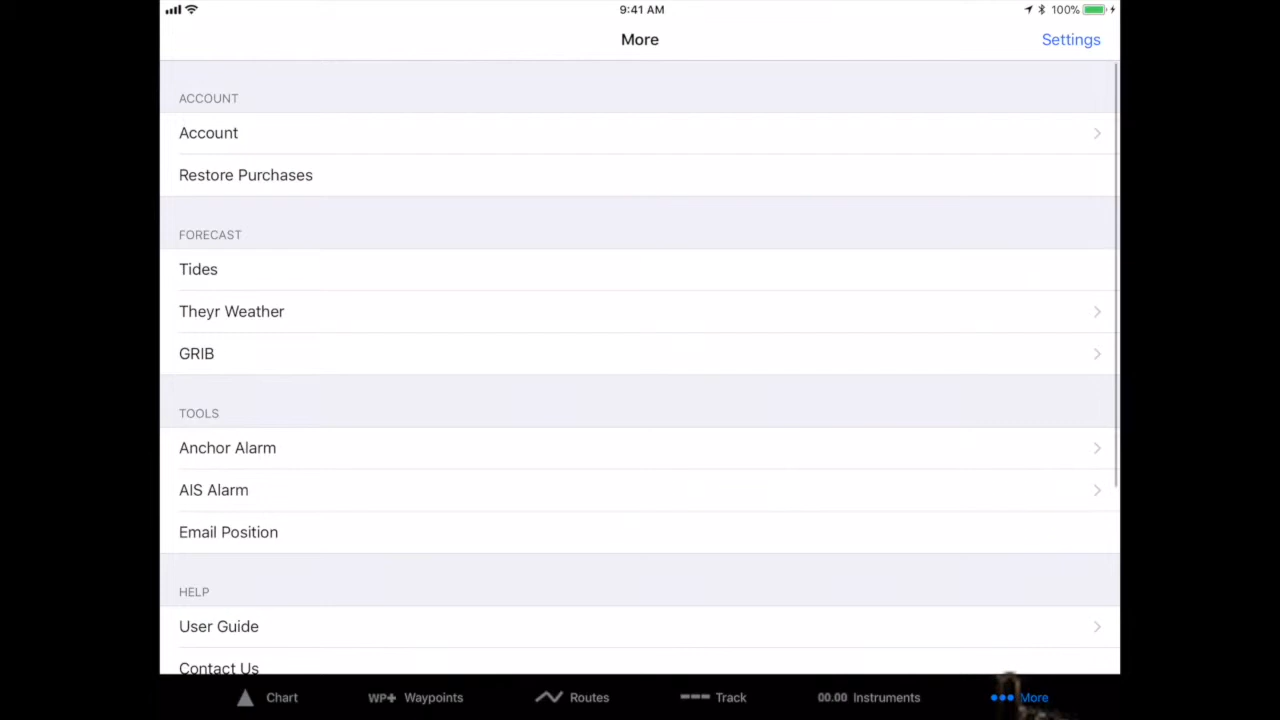 9:41 AM
100%
More
Settings
ACCOUNT
Account
Restore Purchases
FORECAST
Tides
Theyr Weather
GRIB
TOOLS
Anchor Alarm
AIS Alarm
Email Position
HELP
User Guide
Contact Us
Chart
WP+ Waypoints
Routes
Track
00.00 Instruments
More